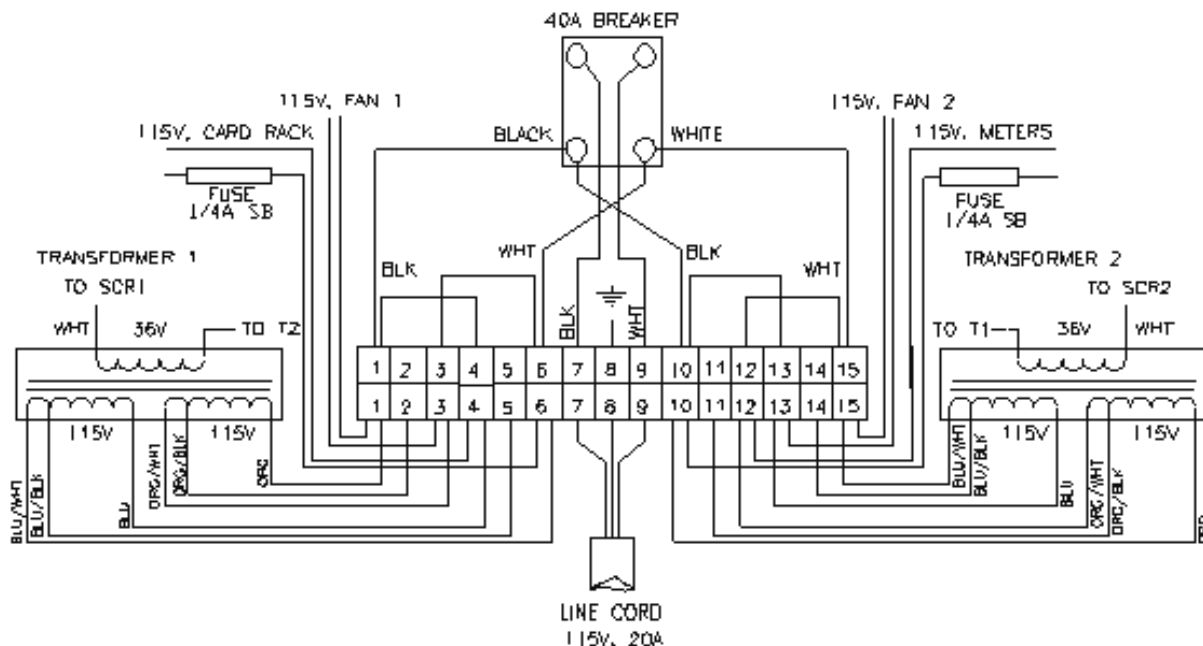 40A BREAKER
115V, FAN 1
115V, FAN 2
115V, CARD RACK
BLACK
WHITE
115V, METERS
FUSE
1/4A SB
FUSE
1/4A SB
TRANSFORMER 1
TO SCR1
WHT
BLK
BLK
WHT
TRANSFORMER 2
TO SCR2
WHT
36V
TO T2
BLK
WHT
TO T1
36V
WHT
1 2 3 4 5 6 7 8 9 10 11 12 13 14 15
1 2 3 4 5 6 7 8 9 10 11 12 13 14 15
115V
115V
115V
115V
BLU/WHT
BLU/BLK
BLU
ORG/WHT
ORG/BLK
ORG
BLU/WHT
BLU/BLK
BLU
ORG/WHT
ORG/BLK
ORG
LINE CORD
115V, 20A